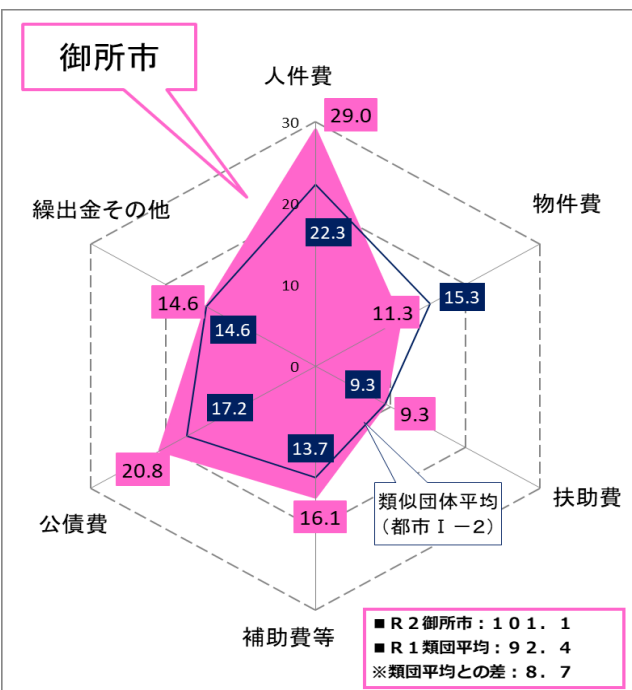 御所市
人件費
30
29.0
物件費
繰出金その他
20
22.3
15.3
10
14.6
11.3
14.6
0
9.3
17.2
9.3
13.7
20.8
16.1
類似団体平均
（都市Ⅰ－2）
扶助費
公債費
補助費等
■Ｒ２御所市：１０１．１
■Ｒ１類団平均：９２．４
※類団平均との差：８．７